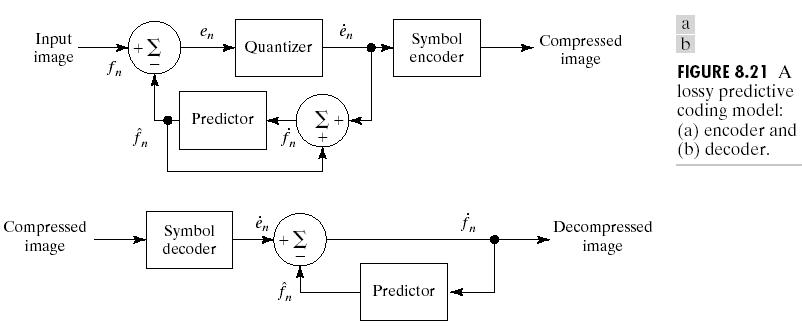 Input
image
f_n
+ Σ
−
e_n
Quantizer
ė_n
Symbol
encoder
Compressed
image
Predictor
f̂_n
ḟ_n
Σ +
+
a
b
FIGURE 8.21 A
lossy predictive
coding model:
(a) encoder and
(b) decoder.
Compressed
image
Symbol
decoder
ė_n
+ Σ
−
ḟ_n
Decompressed
image
f̂_n
Predictor